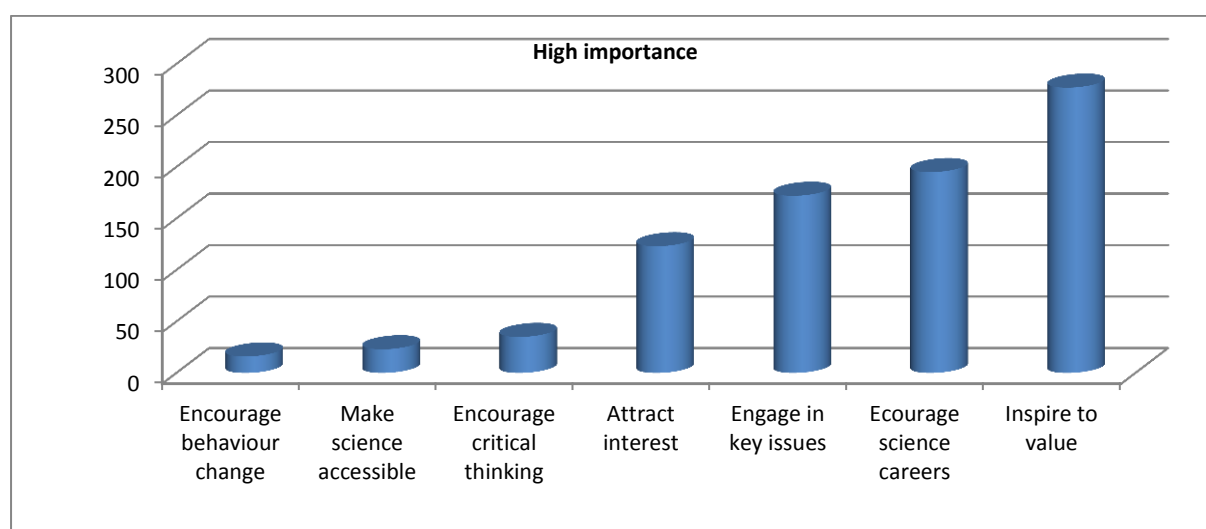 High importance
300
250
200
150
100
50
0
Encourage
behaviour
change
Make
science
accessible
Encourage
critical
thinking
Attract
interest
Engage in
key issues
Ecourage
science
careers
Inspire to
value